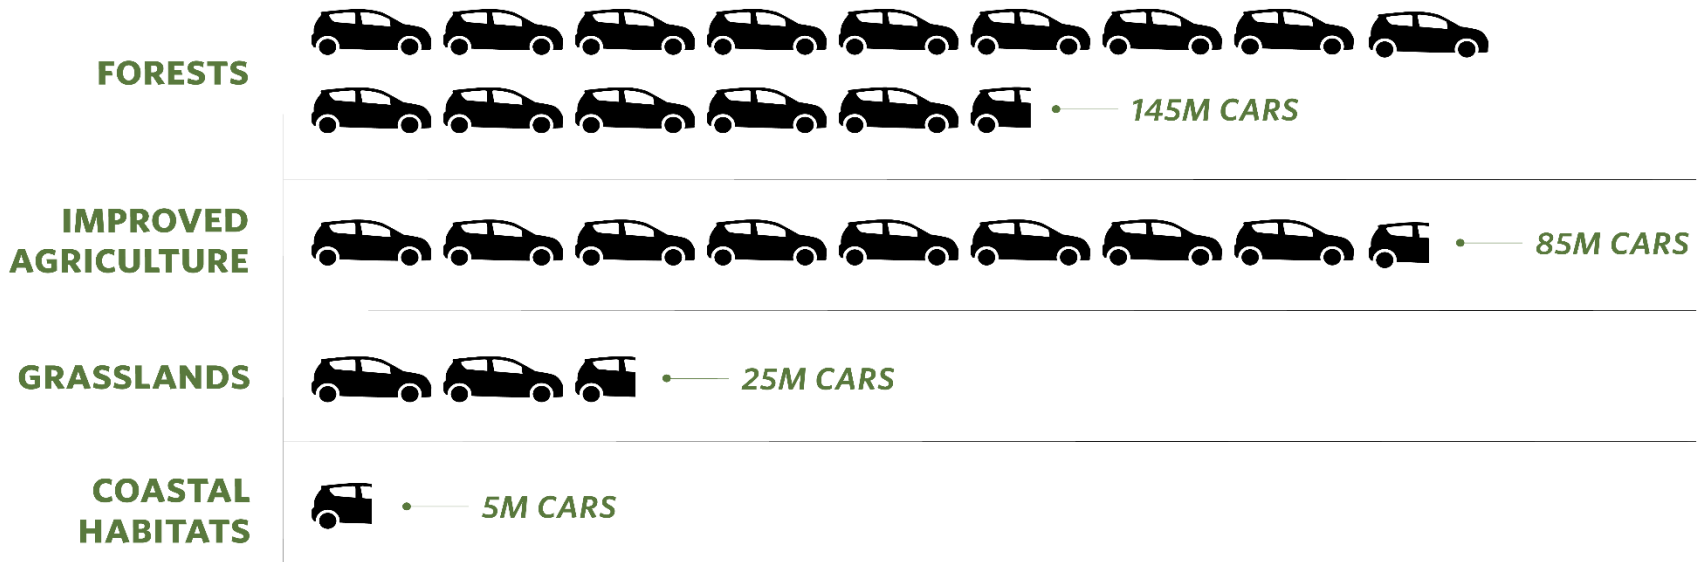 FORESTS
145M CARS
IMPROVED
AGRICULTURE
85M CARS
GRASSLANDS
25M CARS
COASTAL
HABITATS
5M CARS